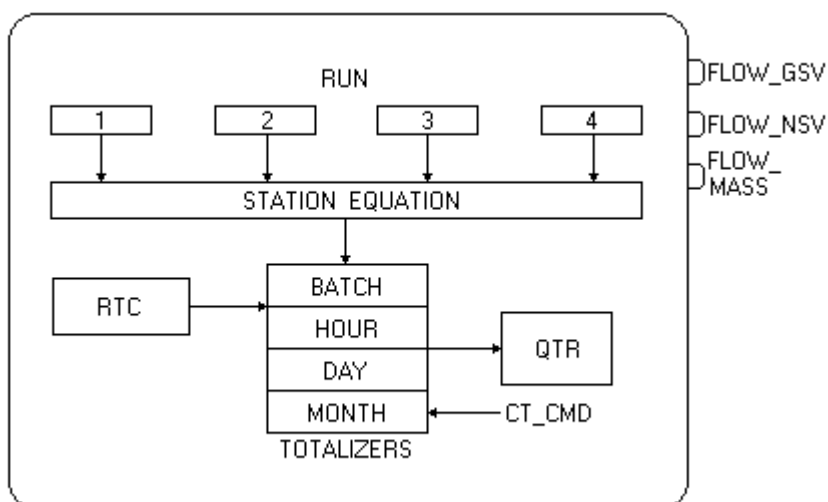 RUN
FLOW_GSV
1
2
3
4
FLOW_NSV
FLOW_
MASS
STATION EQUATION
BATCH
RTC
HOUR
QTR
DAY
MONTH
CT_CMD
TOTALIZERS